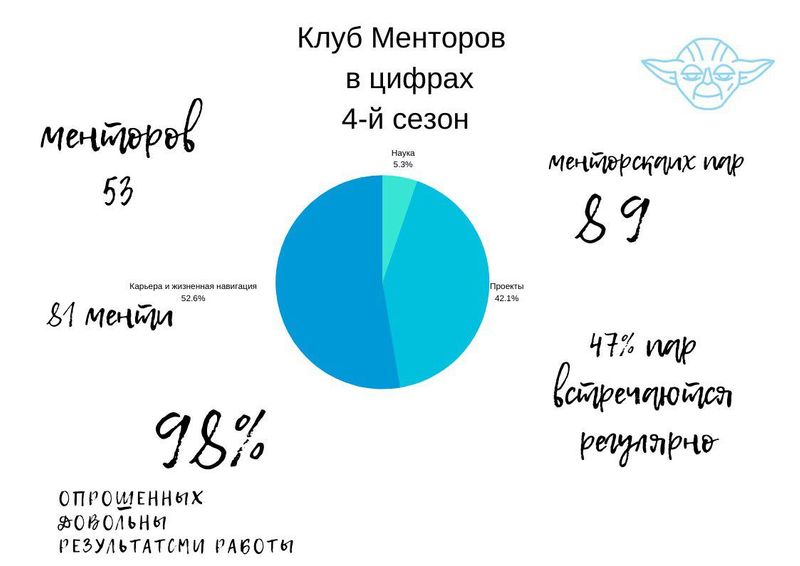 Клуб Менторов
в цифрах
4-й сезон
менторов
53
Наука
5.3%
менторскаих пар
89
Карьера и жизненная навигация
52.6%
Проекты
42.1%
81 менти
47% пар
встречаются
регулярно
98%
ОПРОШЕННЫХ
ДОВОЛЬНЫ
РЕЗУЛЬТАТСМИ РАБОТЫ